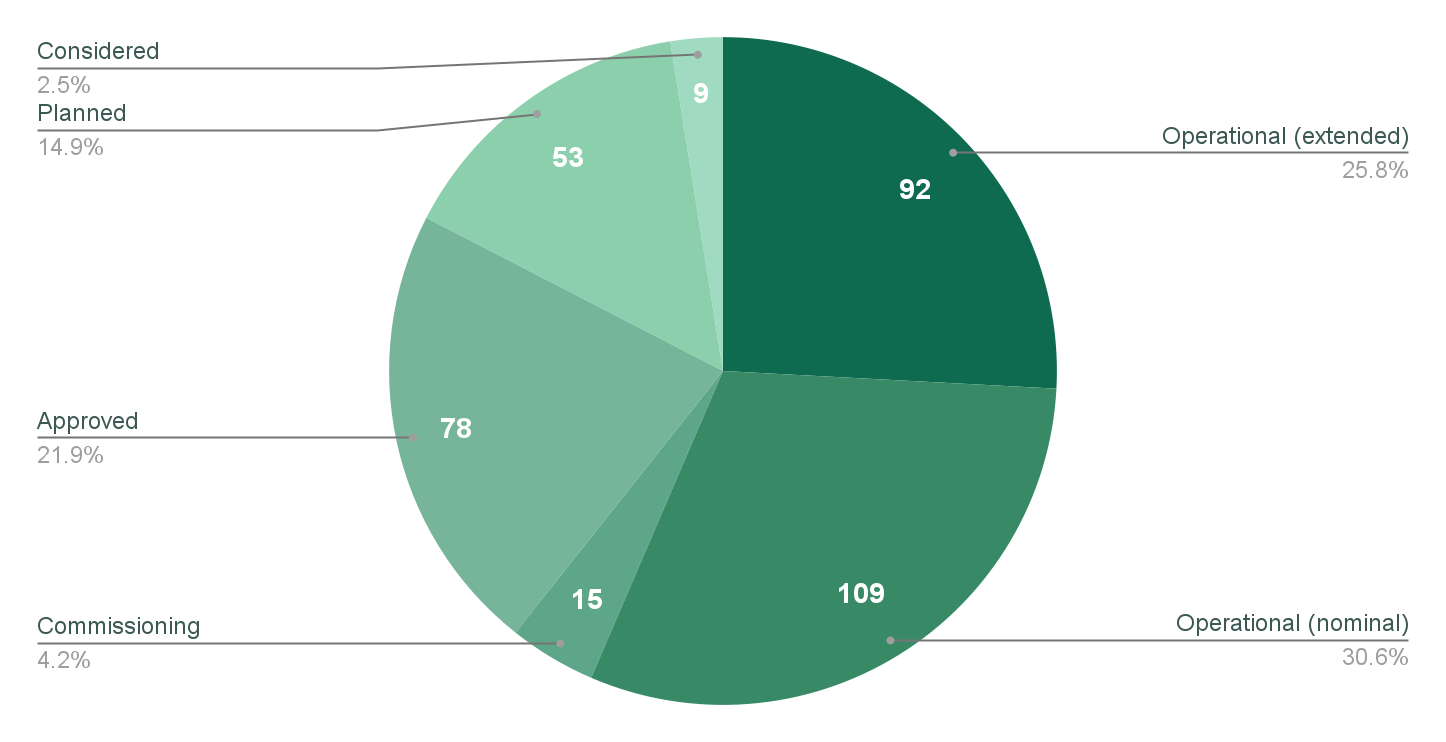 Considered
2.5%
Planned
14.9%
Approved
21.9%
Commissioning
4.2%
9
53
92
78
15
109
Operational (extended)
25.8%
Operational (nominal)
30.6%